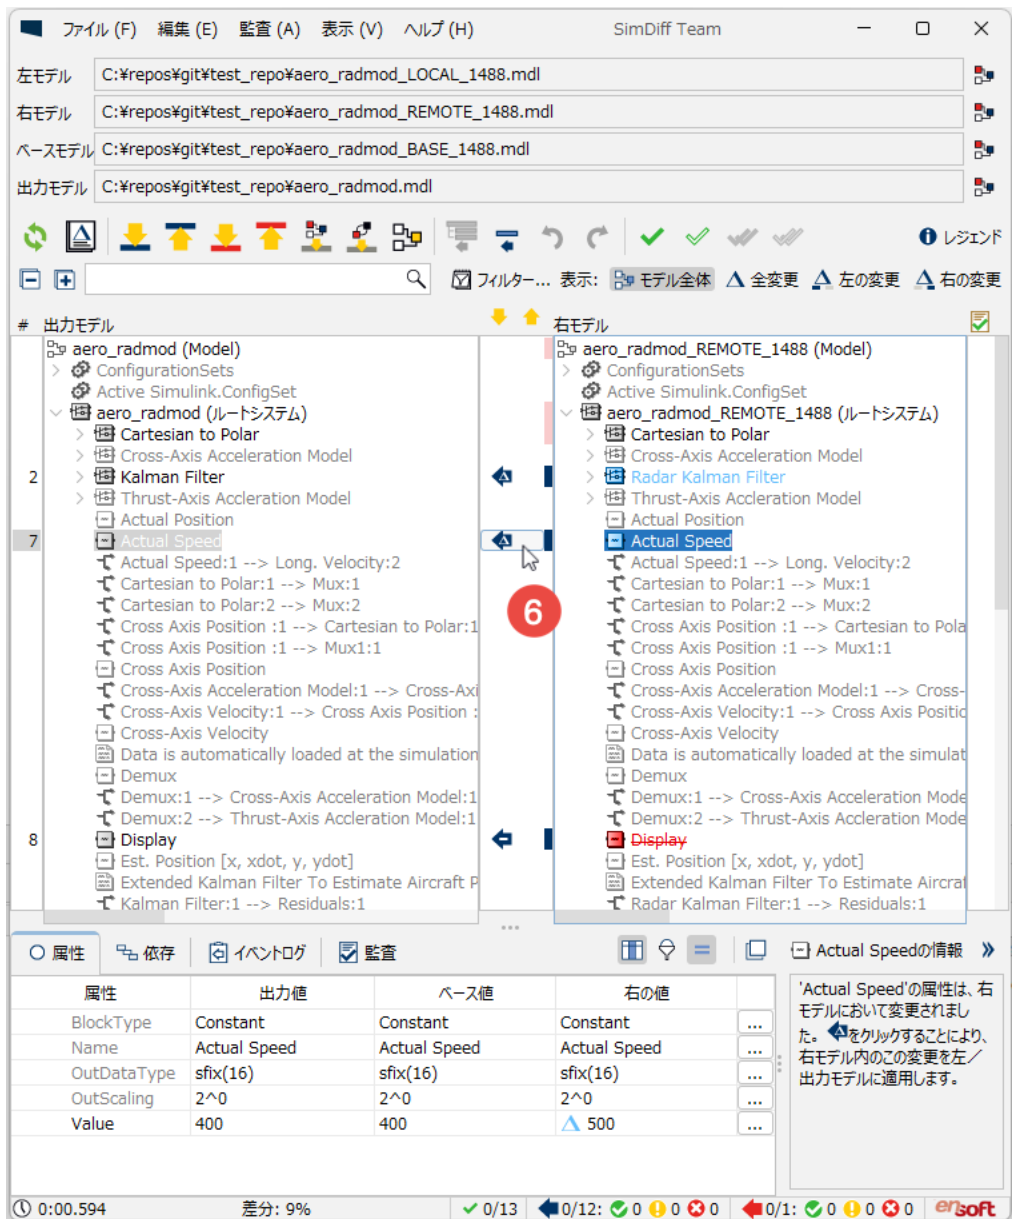 ファイル (F) 編集 (E) 監査 (A) 表示 (V) ヘルプ (H) SimDiff Team
左モデル C:¥repos¥git¥test_repo¥aero_radmod_LOCAL_1488.mdl
右モデル C:¥repos¥git¥test_repo¥aero_radmod_REMOTE_1488.mdl
ベースモデル C:¥repos¥git¥test_repo¥aero_radmod_BASE_1488.mdl
出力モデル C:¥repos¥git¥test_repo¥aero_radmod.mdl
レジェンド
フィルター... 表示: モデル全体 全変更 左の変更 右の変更
# 出力モデル 右モデル
aero_radmod (Model) aero_radmod_REMOTE_1488 (Model)
ConfigurationSets ConfigurationSets
Active Simulink.ConfigSet Active Simulink.ConfigSet
aero_radmod (ルートシステム) aero_radmod_REMOTE_1488 (ルートシステム)
Cartesian to Polar Cartesian to Polar
Cross-Axis Acceleration Model Cross-Axis Acceleration Model
2 Kalman Filter Radar Kalman Filter
Thrust-Axis Accleration Model Thrust-Axis Accleration Model
Actual Position Actual Position
7 Actual Speed Actual Speed
Actual Speed:1 --> Long. Velocity:2 Actual Speed:1 --> Long. Velocity:2
Cartesian to Polar:1 --> Mux:1 Cartesian to Polar:1 --> Mux:1
Cartesian to Polar:2 --> Mux:2 6 Cartesian to Polar:2 --> Mux:2
Cross Axis Position :1 --> Cartesian to Polar:1 Cross Axis Position :1 --> Cartesian to Pola
Cross Axis Position :1 --> Mux1:1 Cross Axis Position :1 --> Mux1:1
Cross Axis Position Cross Axis Position
Cross-Axis Acceleration Model:1 --> Cross-Axi Cross-Axis Acceleration Model:1 --> Cross-
Cross-Axis Velocity:1 --> Cross Axis Position : Cross-Axis Velocity:1 --> Cross Axis Positic
Cross-Axis Velocity Cross-Axis Velocity
Data is automatically loaded at the simulation Data is automatically loaded at the simulat
Demux Demux
Demux:1 --> Cross-Axis Acceleration Model:1 Demux:1 --> Cross-Axis Acceleration Mode
Demux:2 --> Thrust-Axis Accleration Model:1 Demux:2 --> Thrust-Axis Accleration Mode
8 Display Display
Est. Position [x, xdot, y, ydot] Est. Position [x, xdot, y, ydot]
Extended Kalman Filter To Estimate Aircraft P Extended Kalman Filter To Estimate Aircraf
Kalman Filter:1 --> Residuals:1 Radar Kalman Filter:1 --> Residuals:1
属性 依存 イベントログ 監査 Actual Speedの情報
属性 出力値 ベース値 右の値
BlockType Constant Constant Constant ...
Name Actual Speed Actual Speed Actual Speed ...
OutDataType sfix(16) sfix(16) sfix(16) ...
OutScaling 2^0 2^0 2^0 ...
Value 400 400 500 ...
'Actual Speed'の属性は、右
モデルにおいて変更されまし
た。をクリックすることにより、
右モデル内のこの変更を左／
出力モデルに適用します。
0:00.594 差分: 9% 0/13 0/12: 0 0 0 0/1: 0 0 0 ensoft